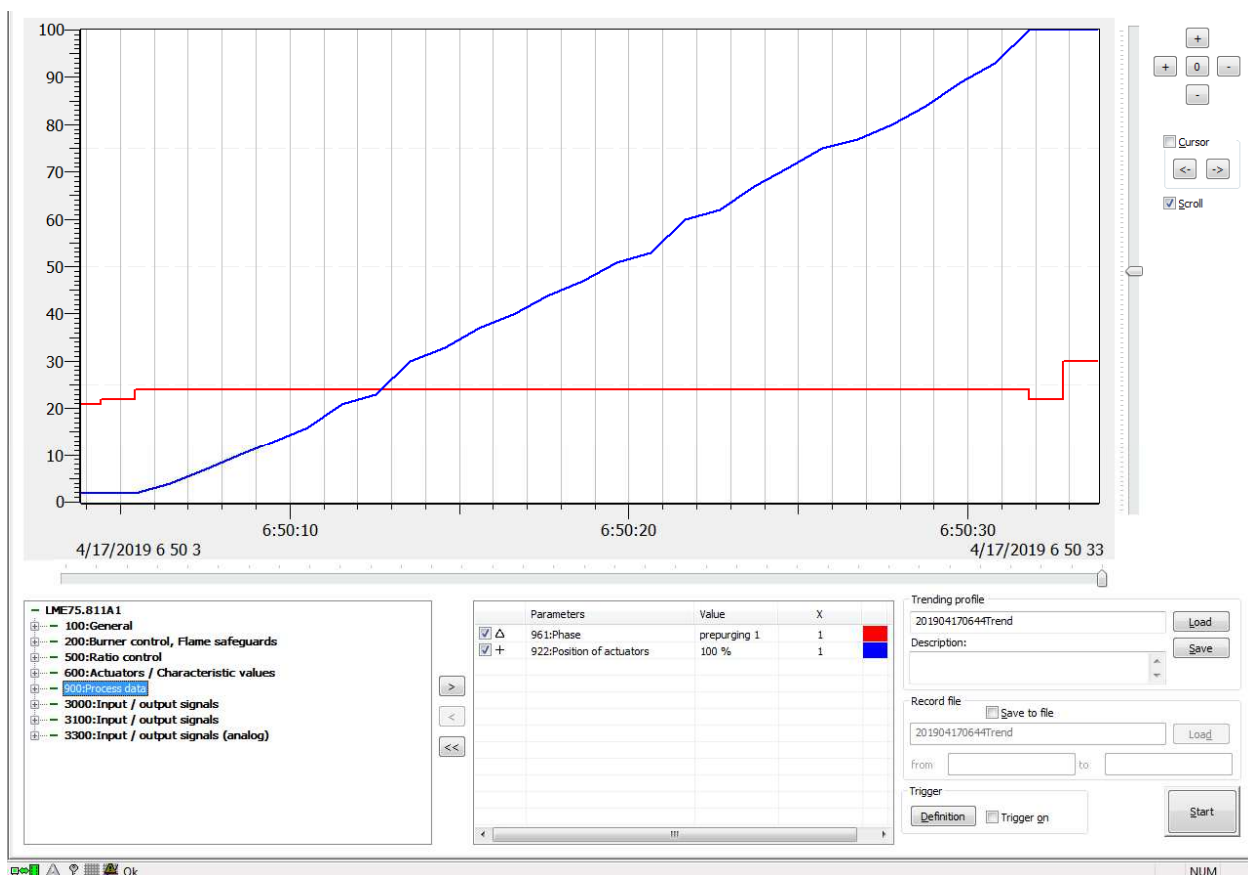 100
90
80
70
60
50
40
30
20
10
0
6:50:10 6:50:20 6:50:30
4/17/2019 6 50 3 4/17/2019 6 50 33
+
+ 0 -
-
Cursor
<- ->
Scroll
LME75.811A1
100:General
200:Burner control, Flame safeguards
500:Ratio control
600:Actuators / Characteristic values
900:Process data
3000:Input / output signals
3100:Input / output signals
3300:Input / output signals (analog)
>
<
<<
Parameters Value X
961:Phase prepurging 1 1
922:Position of actuators 100 % 1
Trending profile
201904170644Trend Load
Description: Save
Record file
Save to file
201904170644Trend Load
from to
Trigger
Definition Trigger on
Start
Ok NUM